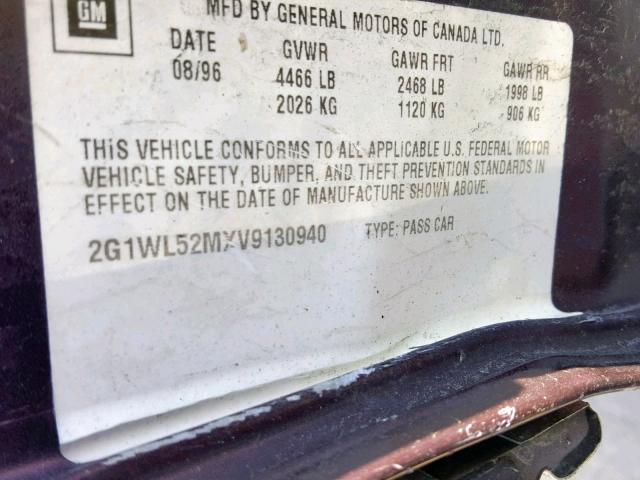 GM
MFD BY GENERAL MOTORS OF CANADA LTD.
DATE GVWR GAWR FRT GAWR RR
08/96 4466 LB 2468 LB 1998 LB
2026 KG 1120 KG 906 KG
THIS VEHICLE CONFORMS TO ALL APPLICABLE U.S. FEDERAL MOTOR
VEHICLE SAFETY, BUMPER, AND THEFT PREVENTION STANDARDS IN
EFFECT ON THE DATE OF MANUFACTURE SHOWN ABOVE.
2G1WL52MXV9130940 TYPE: PASS CAR